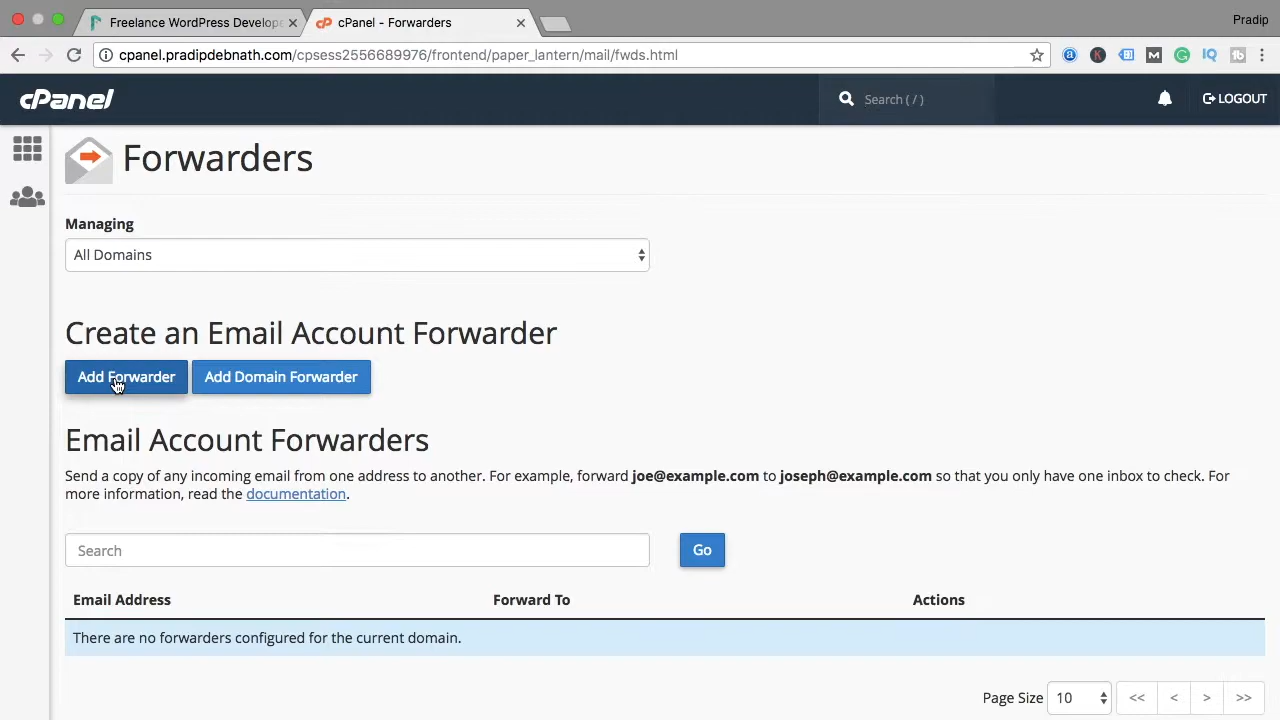 Freelance WordPress Develope
cPanel - Forwarders
Pradip
cpanel.pradipdebnath.com/cpsess2556689976/frontend/paper_lantern/mail/fwds.html
cPanel
Search ( / )
LOGOUT
Forwarders
Managing
All Domains
Create an Email Account Forwarder
Add Forwarder
Add Domain Forwarder
Email Account Forwarders
Send a copy of any incoming email from one address to another. For example, forward joe@example.com to joseph@example.com so that you only have one inbox to check. For
more information, read the documentation.
Search
Go
Email Address
Forward To
Actions
There are no forwarders configured for the current domain.
Page Size
10
<<
<
>
>>